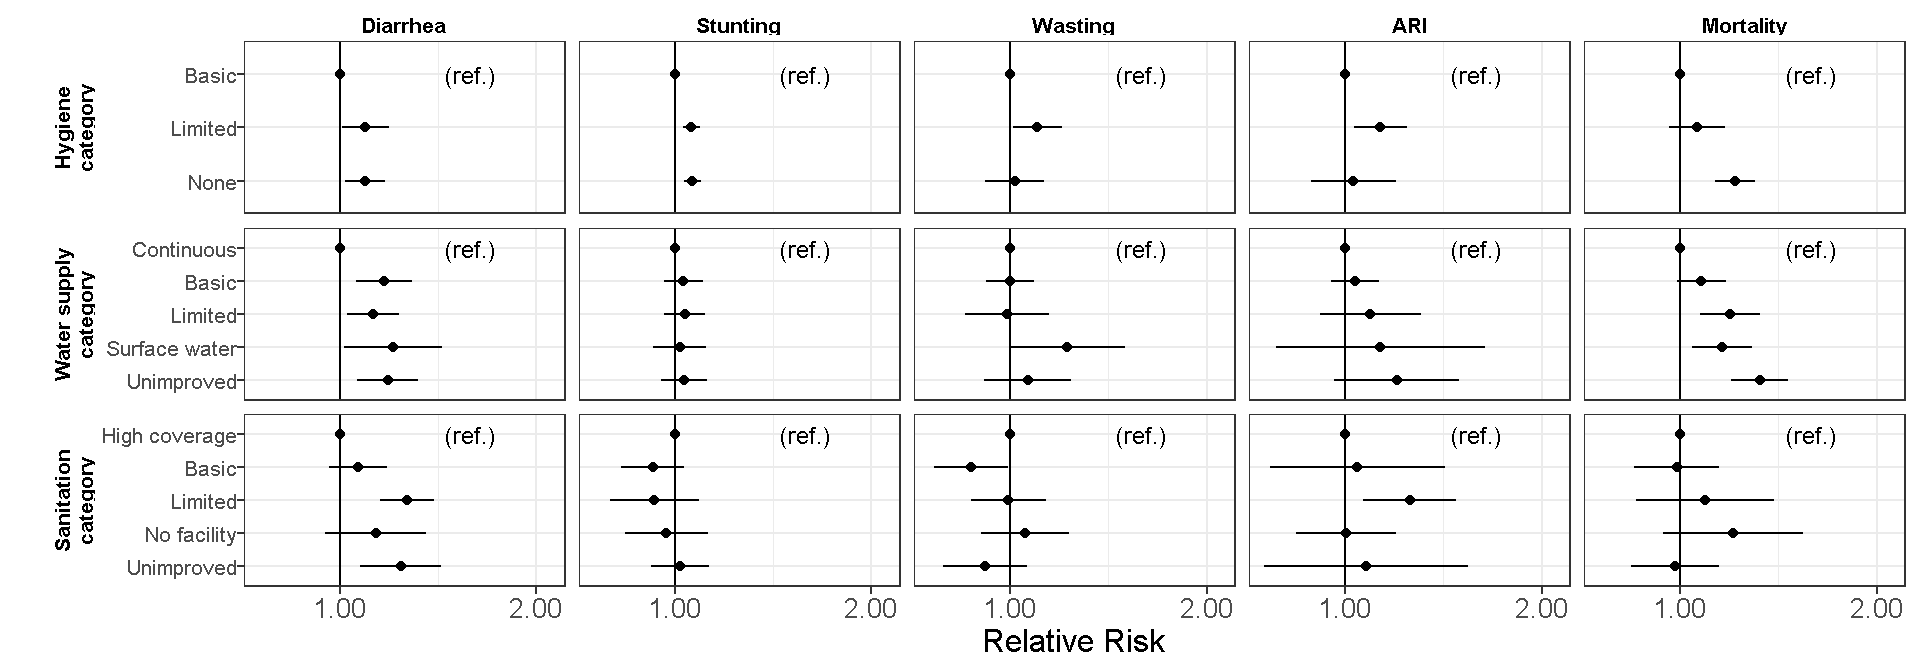 Diarrhea Stunting Wasting ARI Mortality
Hygiene
category
Basic (ref.) (ref.) (ref.) (ref.) (ref.)
Limited
None
Water supply
category
Continuous (ref.) (ref.) (ref.) (ref.) (ref.)
Basic
Limited
Surface water
Unimproved
Sanitation
category
High coverage (ref.) (ref.) (ref.) (ref.) (ref.)
Basic
Limited
No facility
Unimproved
1.00 2.00 1.00 2.00 1.00 2.00 1.00 2.00 1.00 2.00
Relative Risk